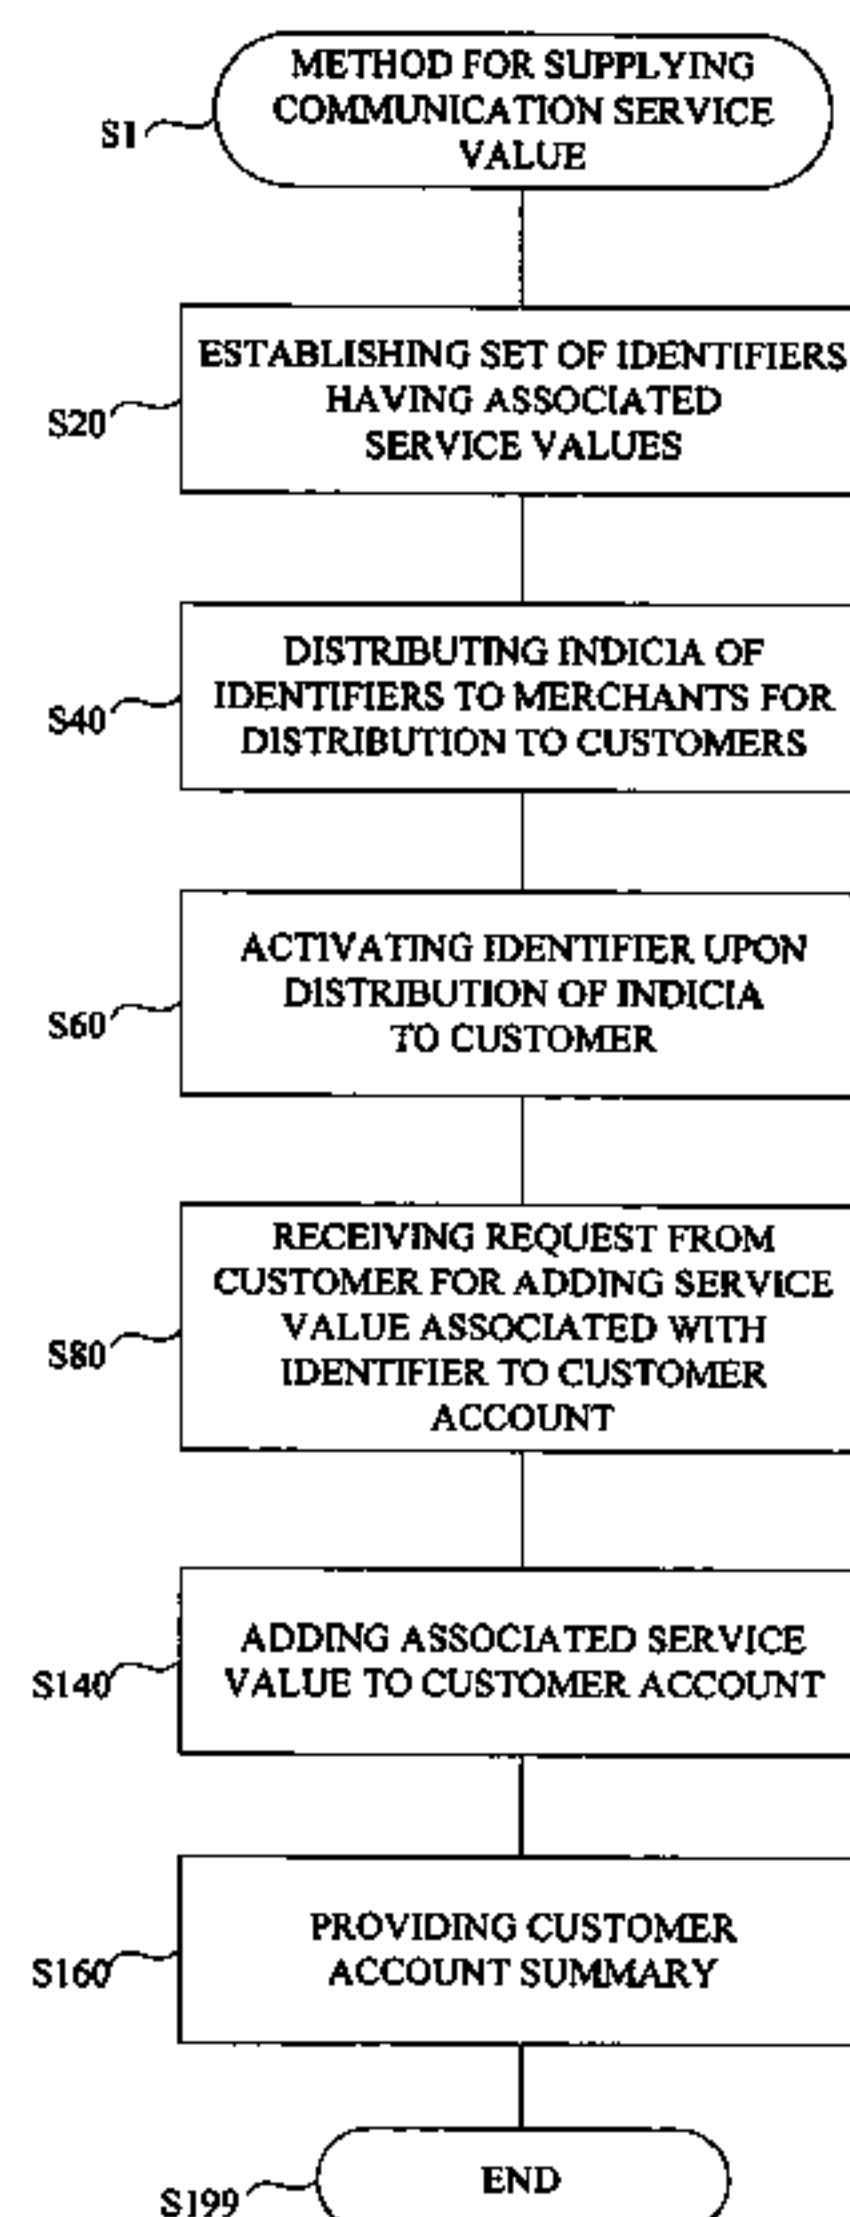 METHOD FOR SUPPLYING
COMMUNICATION SERVICE
VALUE
S1
ESTABLISHING SET OF IDENTIFIERS
HAVING ASSOCIATED
SERVICE VALUES
S20
DISTRIBUTING INDICIA OF
IDENTIFIERS TO MERCHANTS FOR
DISTRIBUTION TO CUSTOMERS
S40
ACTIVATING IDENTIFIER UPON
DISTRIBUTION OF INDICIA
TO CUSTOMER
S60
RECEIVING REQUEST FROM
CUSTOMER FOR ADDING SERVICE
VALUE ASSOCIATED WITH
IDENTIFIER TO CUSTOMER
ACCOUNT
S80
ADDING ASSOCIATED SERVICE
VALUE TO CUSTOMER ACCOUNT
S140
PROVIDING CUSTOMER
ACCOUNT SUMMARY
S160
END
S199